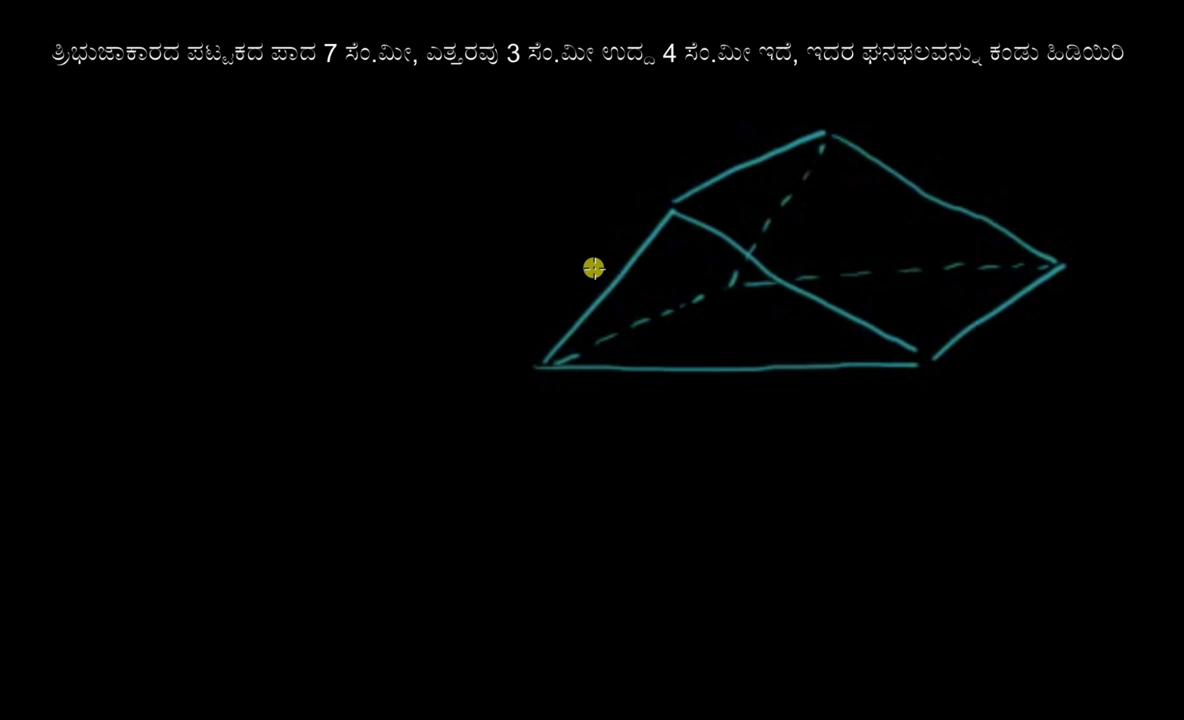 ತ್ರಿಭುಜಾಕಾರದ ಪಟ್ಟಕದ ಪಾದ 7 ಸೆಂ.ಮೀ, ಎತ್ತರವು 3 ಸೆಂ.ಮೀ ಉದ್ದ 4 ಸೆಂ.ಮೀ ಇದೆ, ಇದರ ಘನಫಲವನ್ನು ಕಂಡು ಹಿಡಿಯಿರಿ